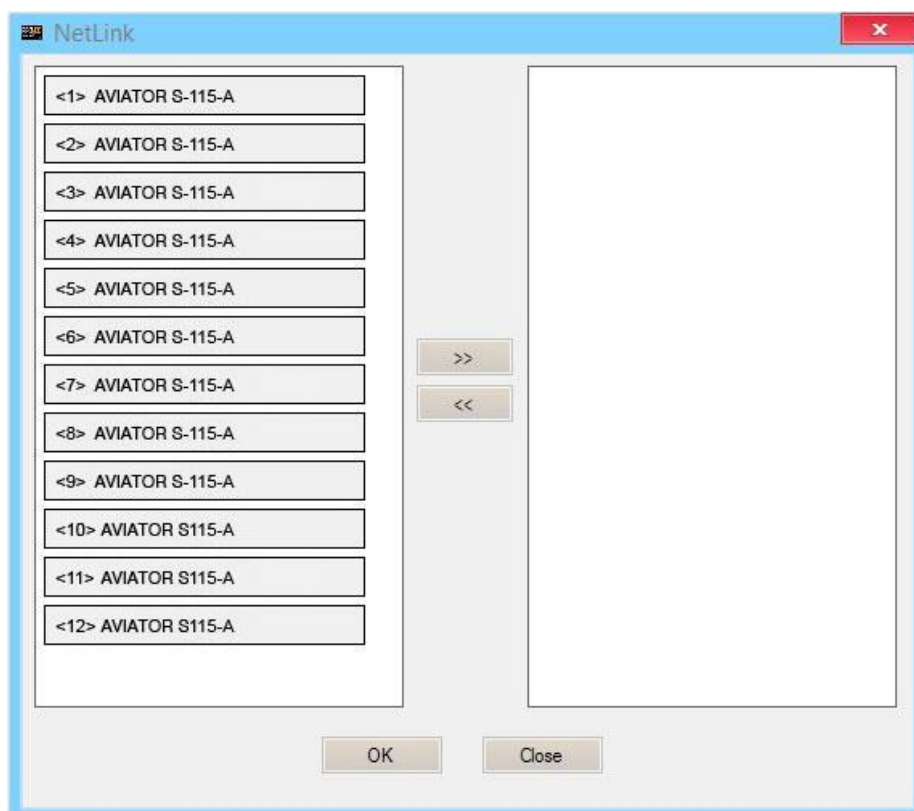 NetLink
<1> AVIATOR S-115-A
<2> AVIATOR S-115-A
<3> AVIATOR S-115-A
<4> AVIATOR S-115-A
<5> AVIATOR S-115-A
<6> AVIATOR S-115-A
<7> AVIATOR S-115-A
<8> AVIATOR S-115-A
<9> AVIATOR S-115-A
<10> AVIATOR S115-A
<11> AVIATOR S115-A
<12> AVIATOR S115-A
>>
<<
OK
Close